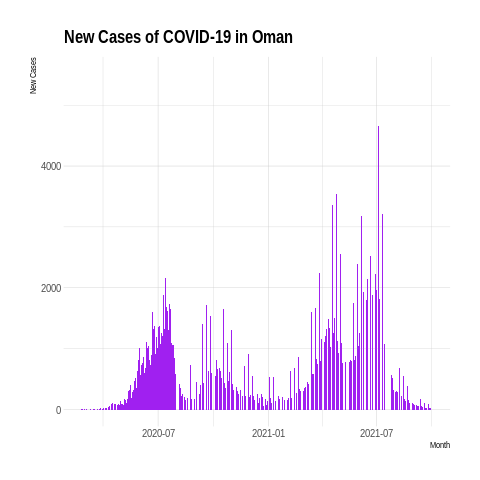 New Cases of COVID-19 in Oman
New Cases
4000
2000
0
2020-07
2021-01
2021-07
Month